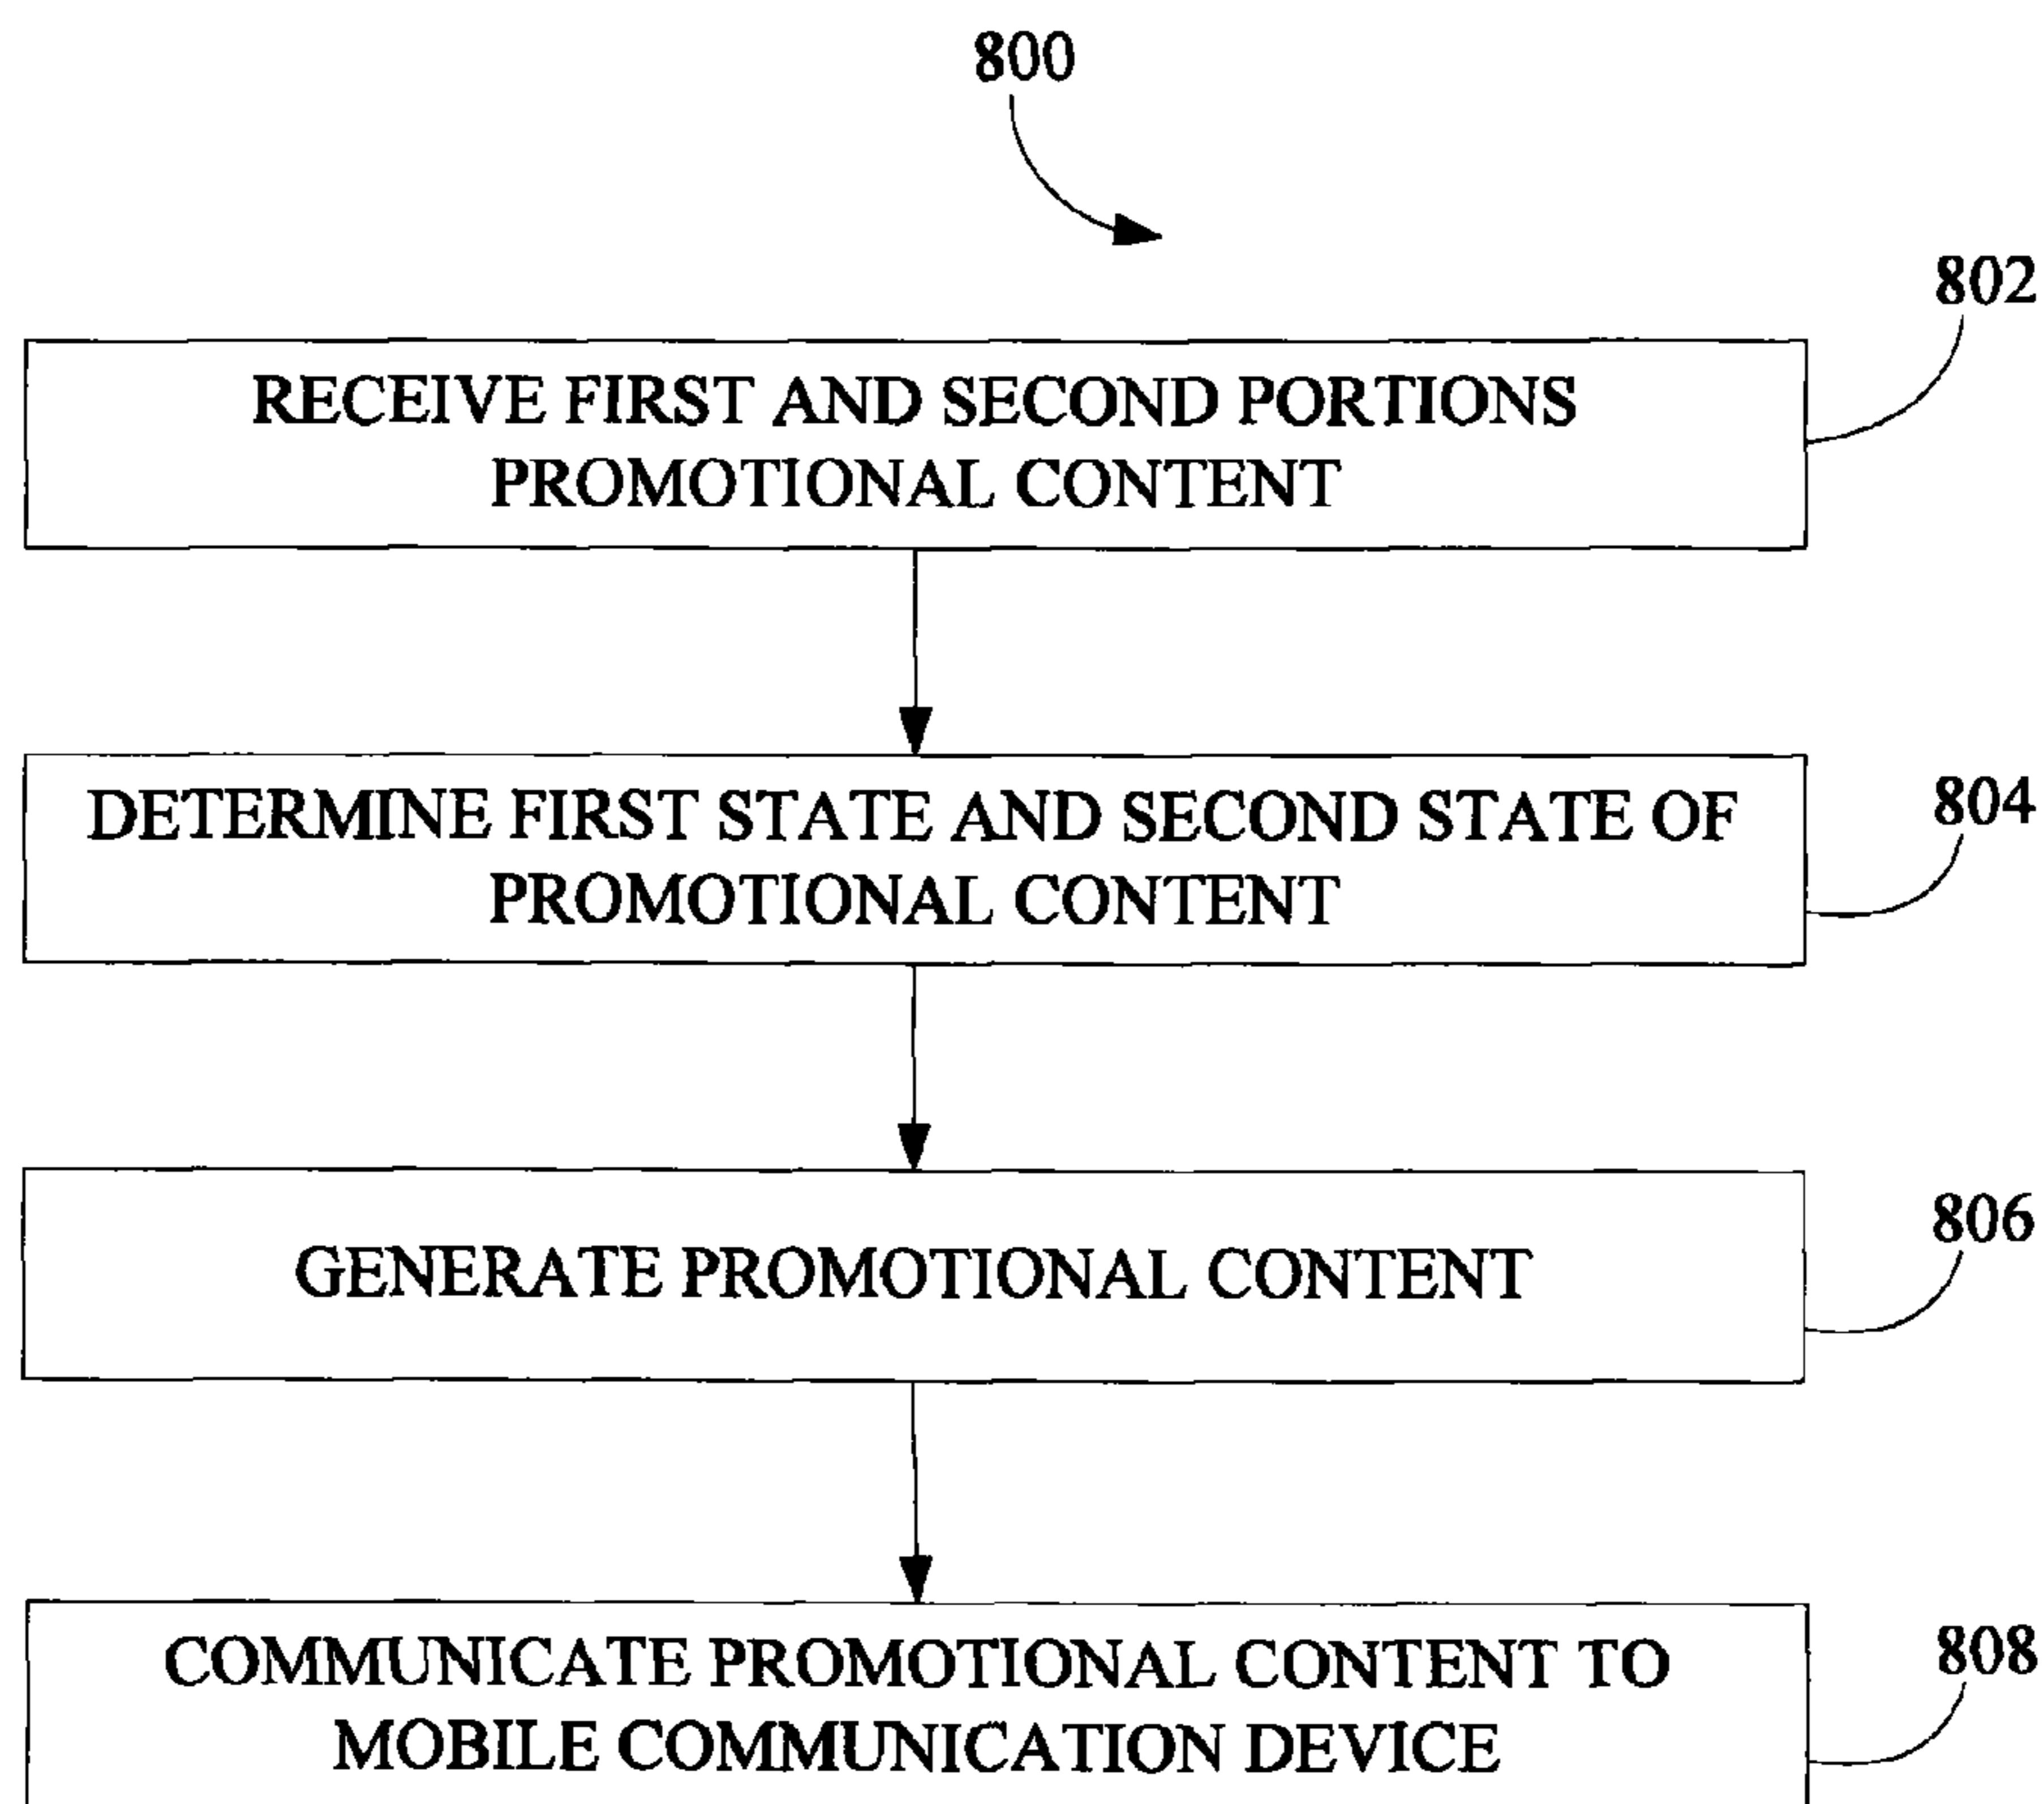 800
802
RECEIVE FIRST AND SECOND PORTIONS
PROMOTIONAL CONTENT
804
DETERMINE FIRST STATE AND SECOND STATE OF
PROMOTIONAL CONTENT
806
GENERATE PROMOTIONAL CONTENT
808
COMMUNICATE PROMOTIONAL CONTENT TO
MOBILE COMMUNICATION DEVICE